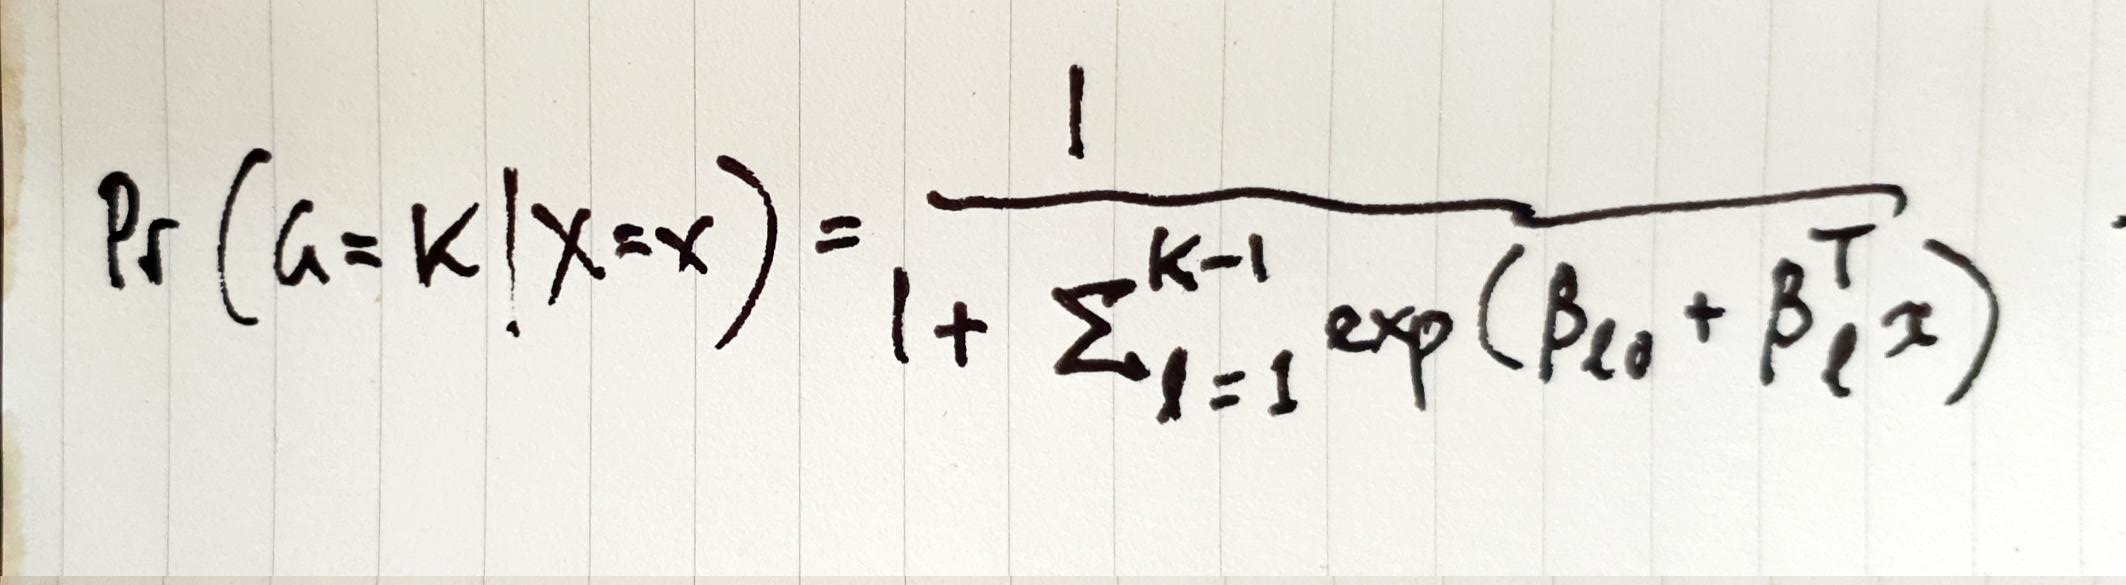 Pr(G=K|X=x) = 1 / (1 + Σ_{l=1}^{K-1} exp(β_{l0} + β_l^T x))